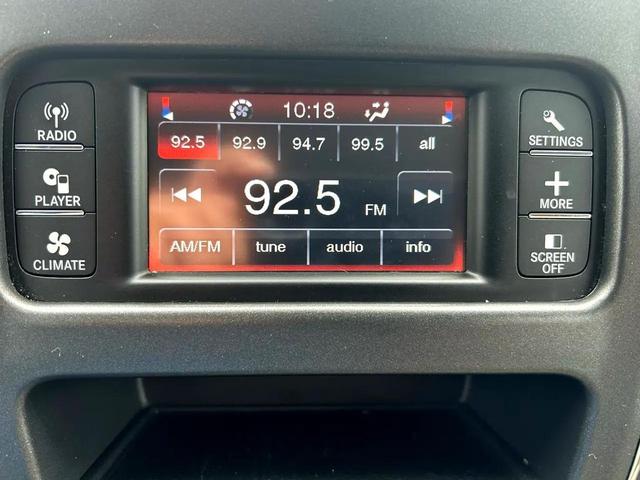 RADIO
PLAYER
CLIMATE
10:18
92.5 92.9 94.7 99.5 all
92.5 FM
AM/FM tune audio info
SETTINGS
MORE
SCREEN
OFF